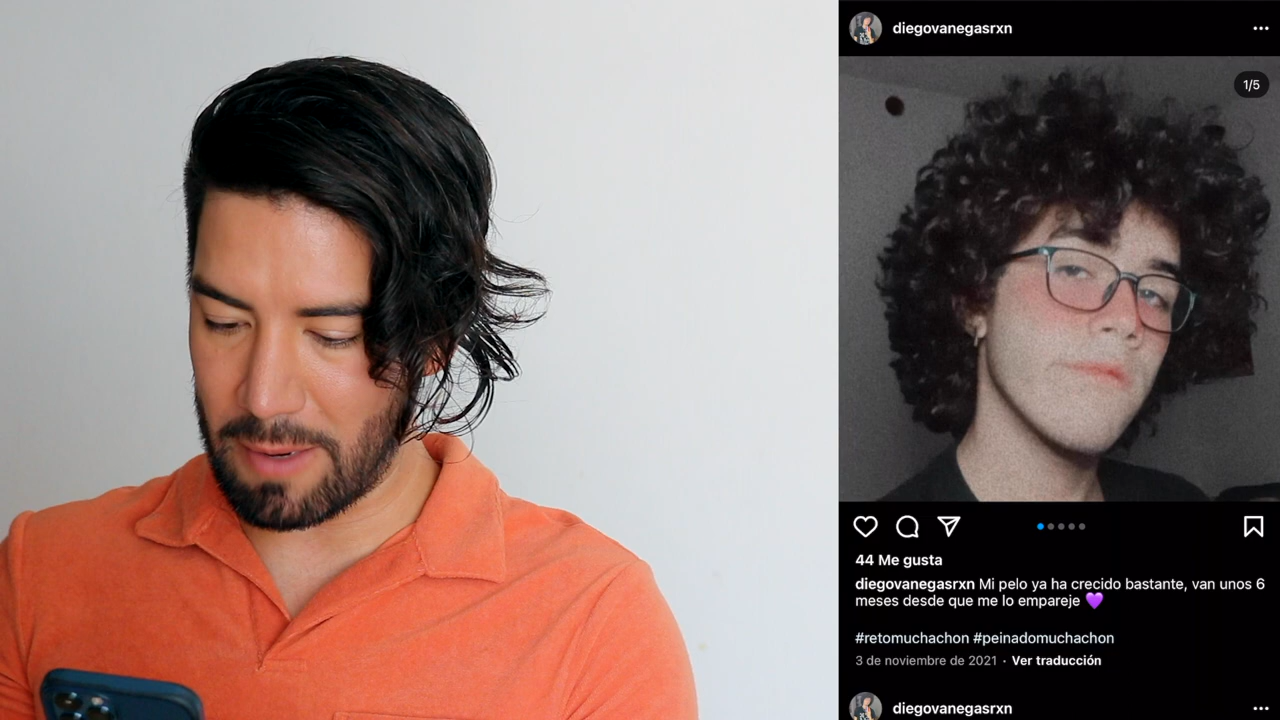 diegovanegasrxn
1/5
44 Me gusta
diegovanegasrxn Mi pelo ya ha crecido bastante, van unos 6
meses desde que me lo empareje 💜
#retomuchachon #peinadomuchachon
3 de noviembre de 2021 · Ver traducción
diegovanegasrxn